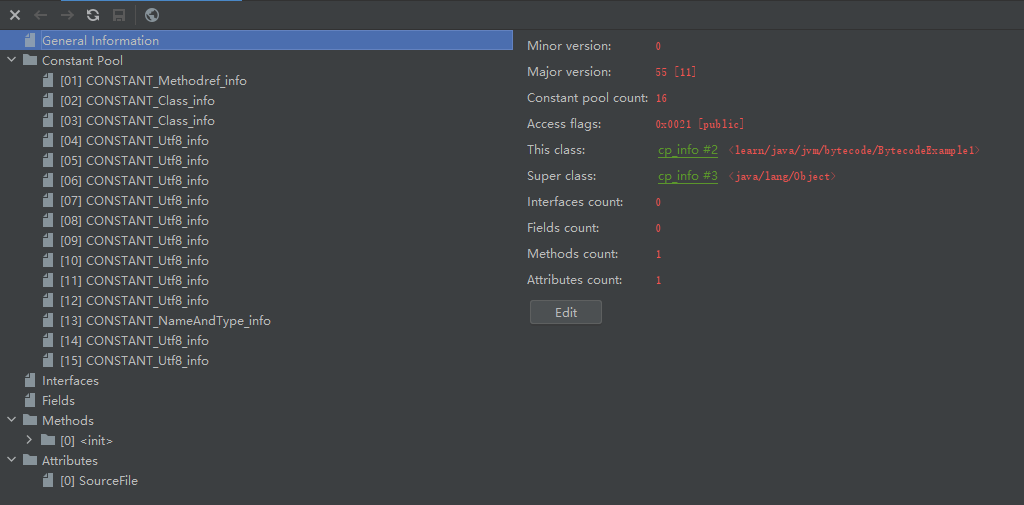 General Information
Constant Pool
[01] CONSTANT_Methodref_info
[02] CONSTANT_Class_info
[03] CONSTANT_Class_info
[04] CONSTANT_Utf8_info
[05] CONSTANT_Utf8_info
[06] CONSTANT_Utf8_info
[07] CONSTANT_Utf8_info
[08] CONSTANT_Utf8_info
[09] CONSTANT_Utf8_info
[10] CONSTANT_Utf8_info
[11] CONSTANT_Utf8_info
[12] CONSTANT_Utf8_info
[13] CONSTANT_NameAndType_info
[14] CONSTANT_Utf8_info
[15] CONSTANT_Utf8_info
Interfaces
Fields
Methods
[0] <init>
Attributes
[0] SourceFile
Minor version: 0
Major version: 55 [11]
Constant pool count: 16
Access flags: 0x0021 [public]
This class: cp_info #2 <learn/java/jvm/bytecode/BytecodeExample1>
Super class: cp_info #3 <java/lang/Object>
Interfaces count: 0
Fields count: 0
Methods count: 1
Attributes count: 1
Edit